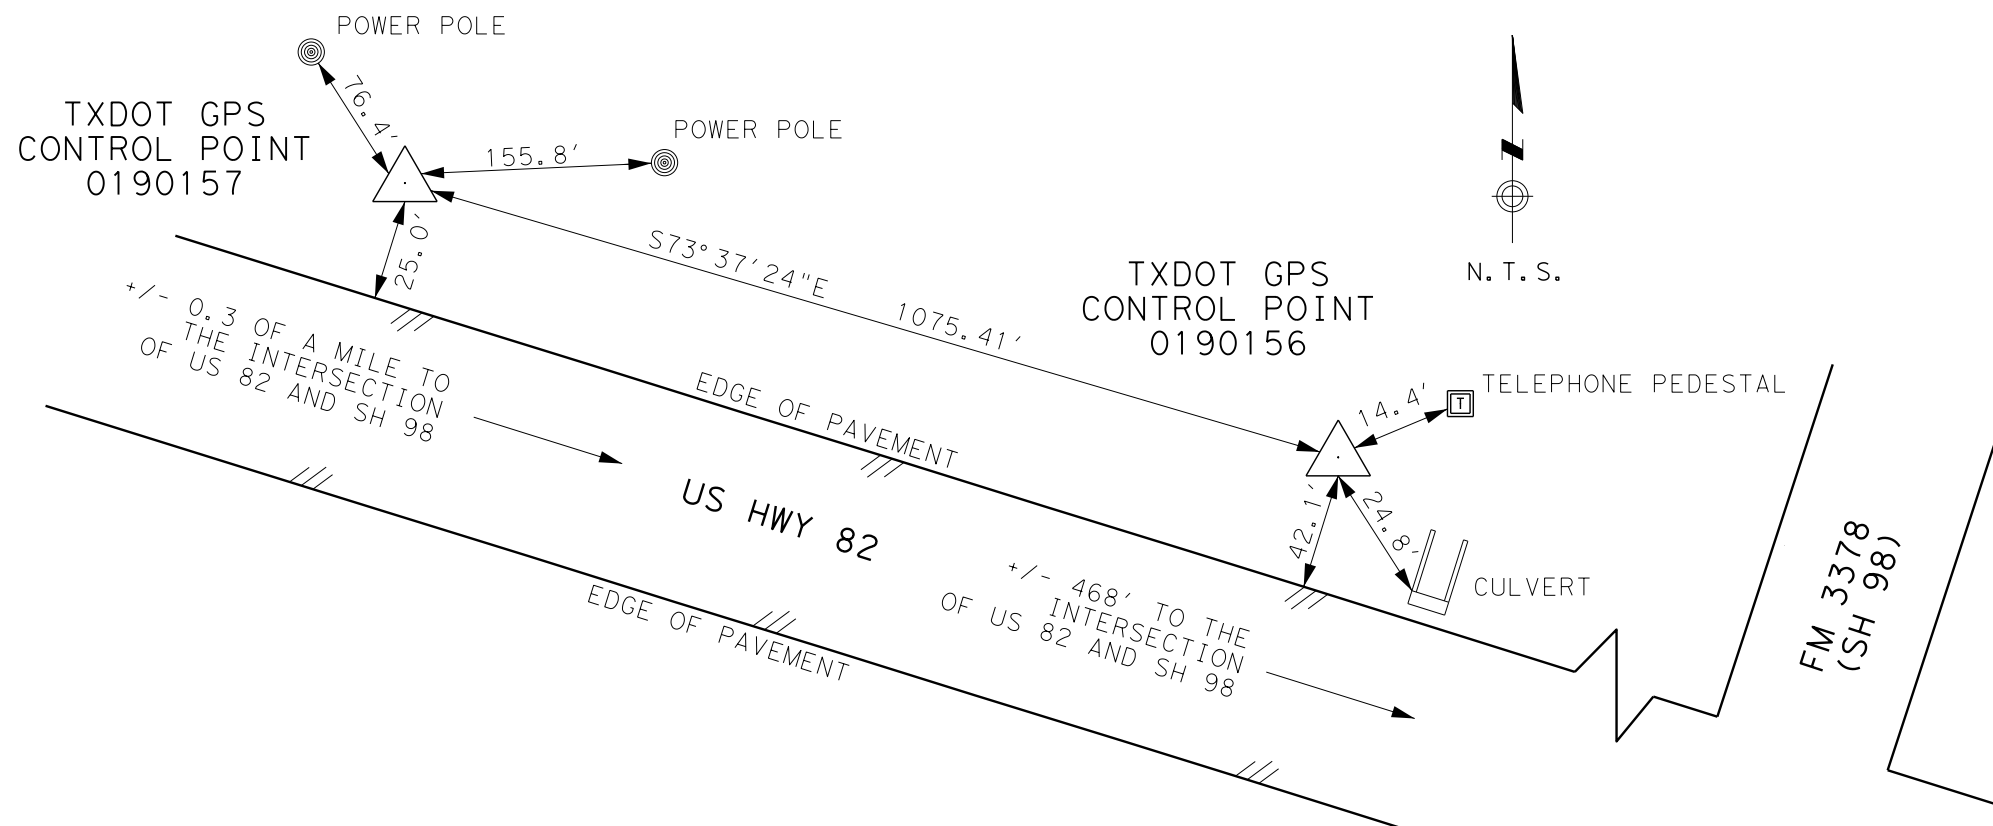 POWER POLE
76.4'
TXDOT GPS
CONTROL POINT
0190157
POWER POLE
155.8'
25.0'
S73°37'24"E 1075.41'
N
N.T.S.
TXDOT GPS
CONTROL POINT
0190156
TELEPHONE PEDESTAL
T
14.4'
42.1'
24.8'
CULVERT
+/- 0.3 OF A MILE TO
THE INTERSECTION
OF US 82 AND SH 98
EDGE OF PAVEMENT
US HWY 82
EDGE OF PAVEMENT
+/- 468' TO THE
INTERSECTION
OF US 82 AND SH 98
FM 3378
(SH 98)